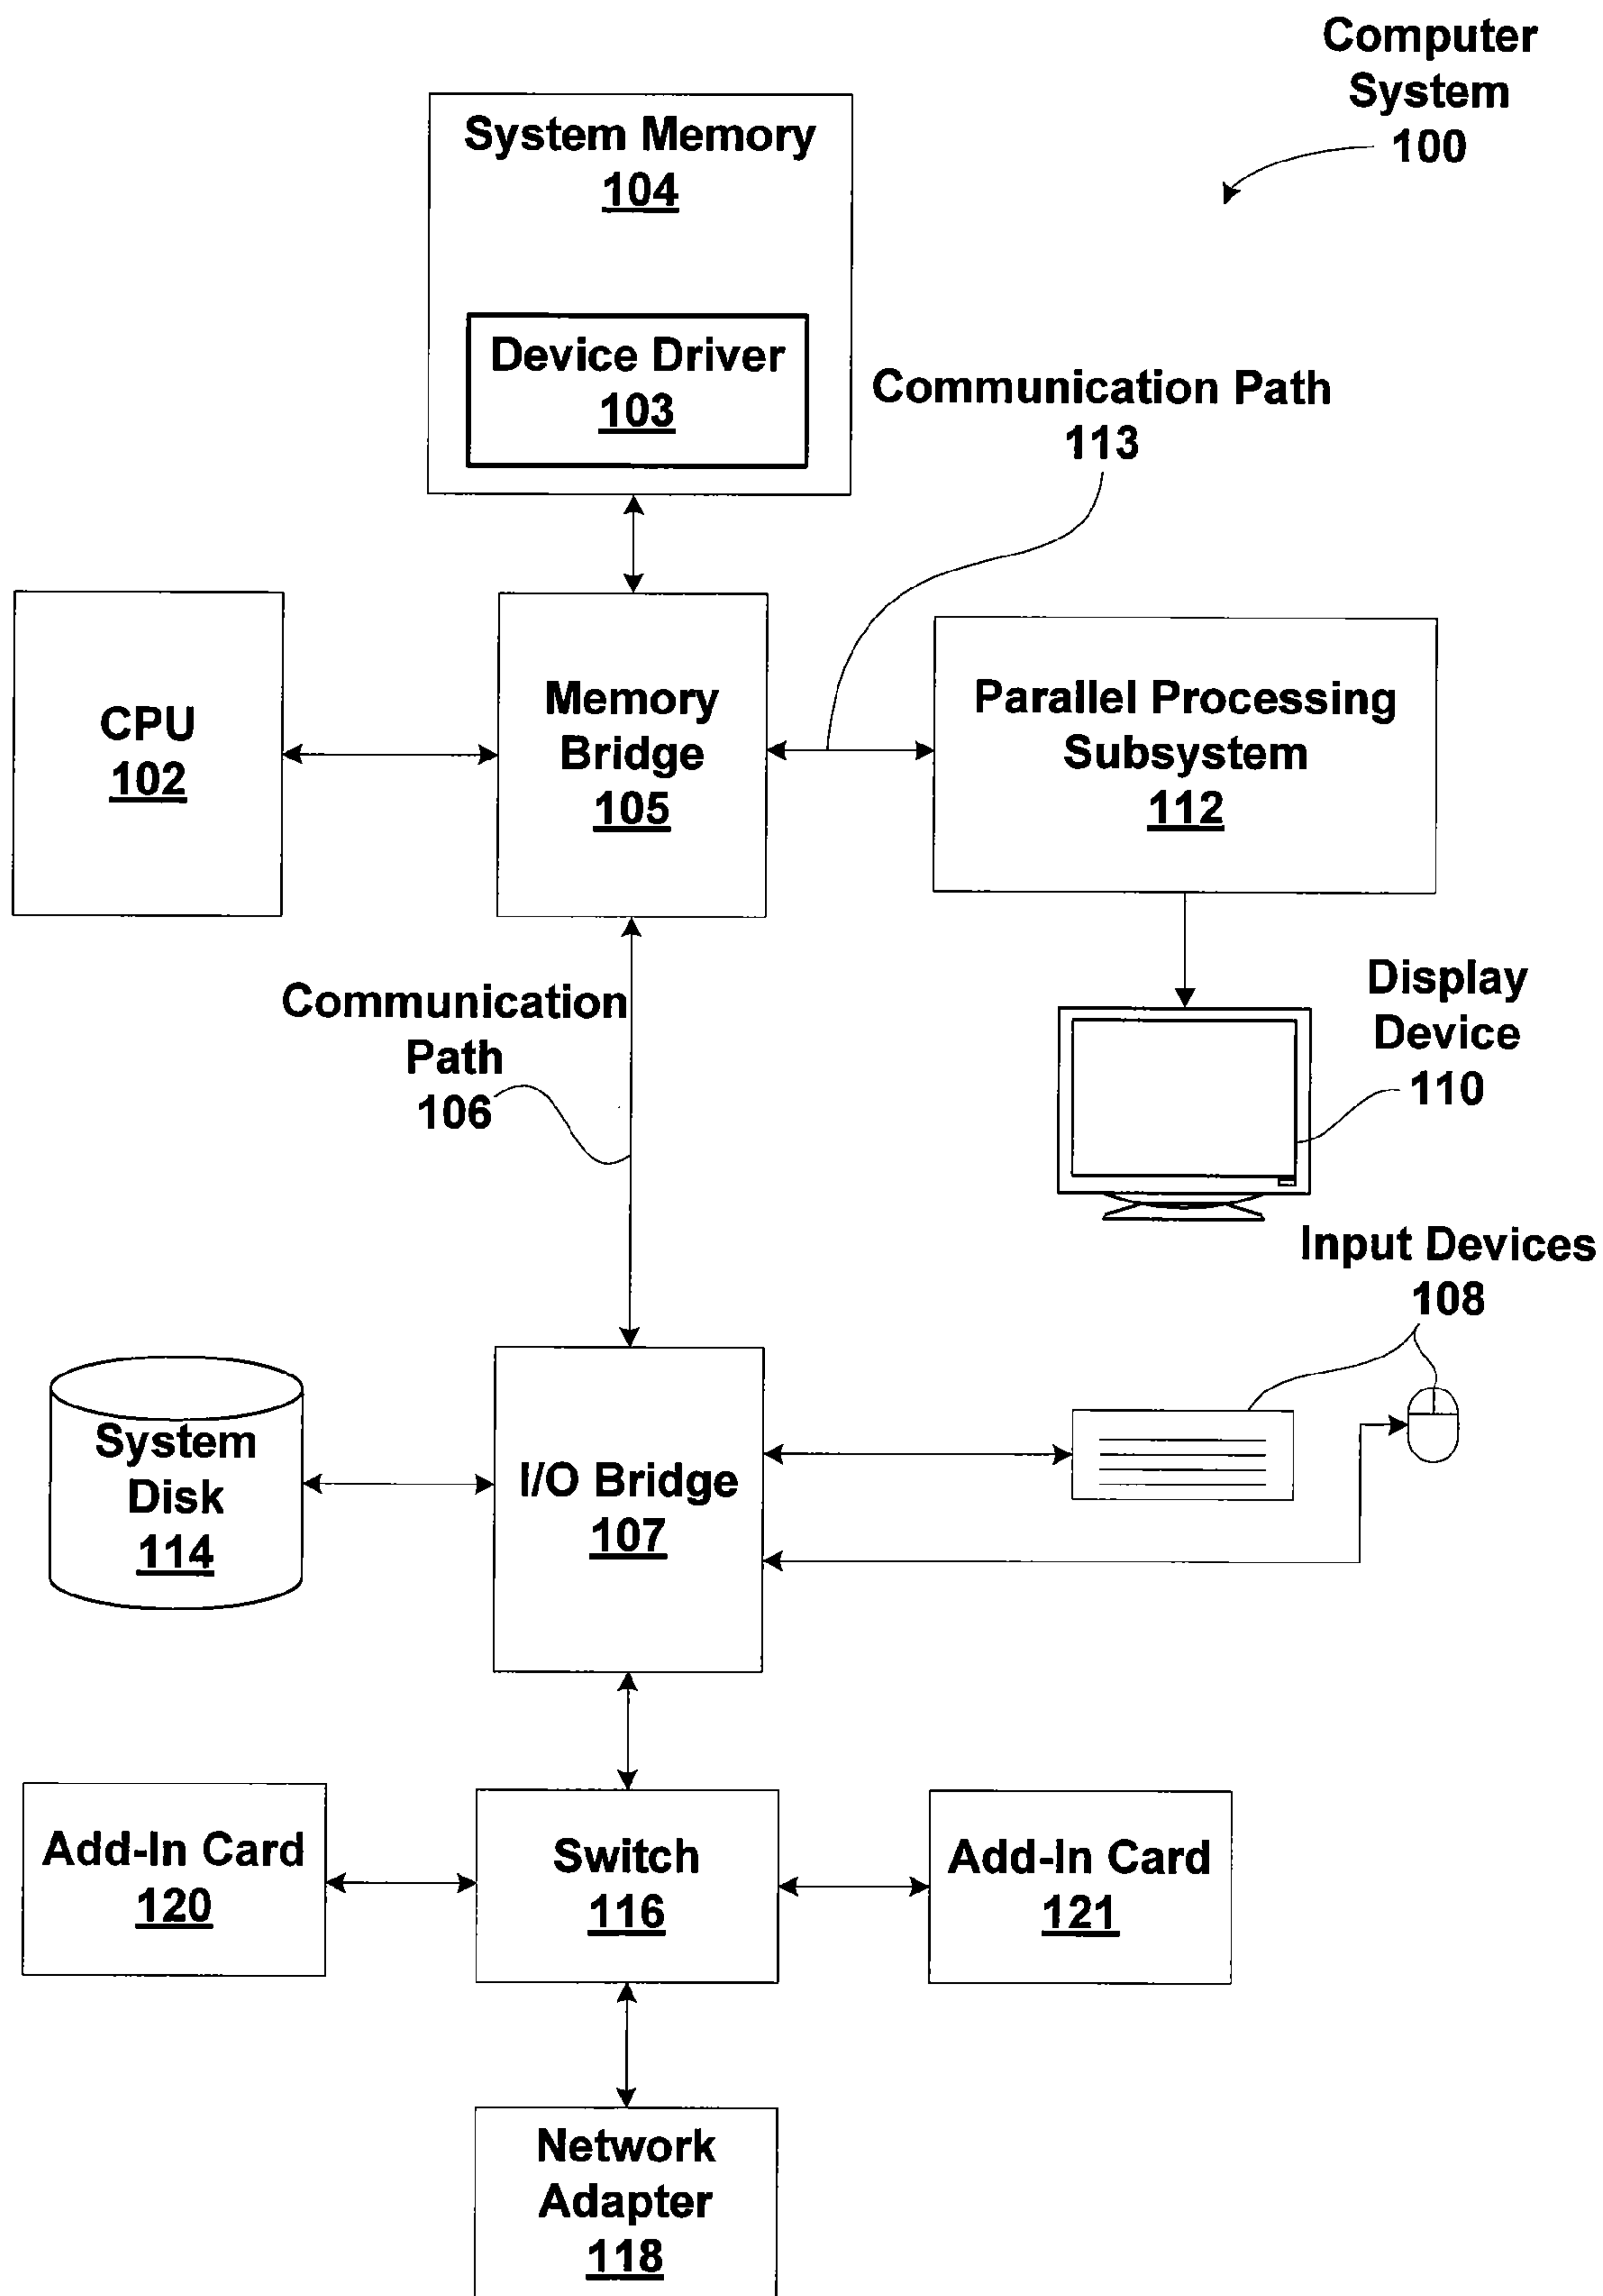 Computer
System
100
System Memory
104
Device Driver
103
Communication Path
113
CPU
102
Memory
Bridge
105
Parallel Processing
Subsystem
112
Communication
Path
106
Display
Device
110
Input Devices
108
System
Disk
114
I/O Bridge
107
Add-In Card
120
Switch
116
Add-In Card
121
Network
Adapter
118